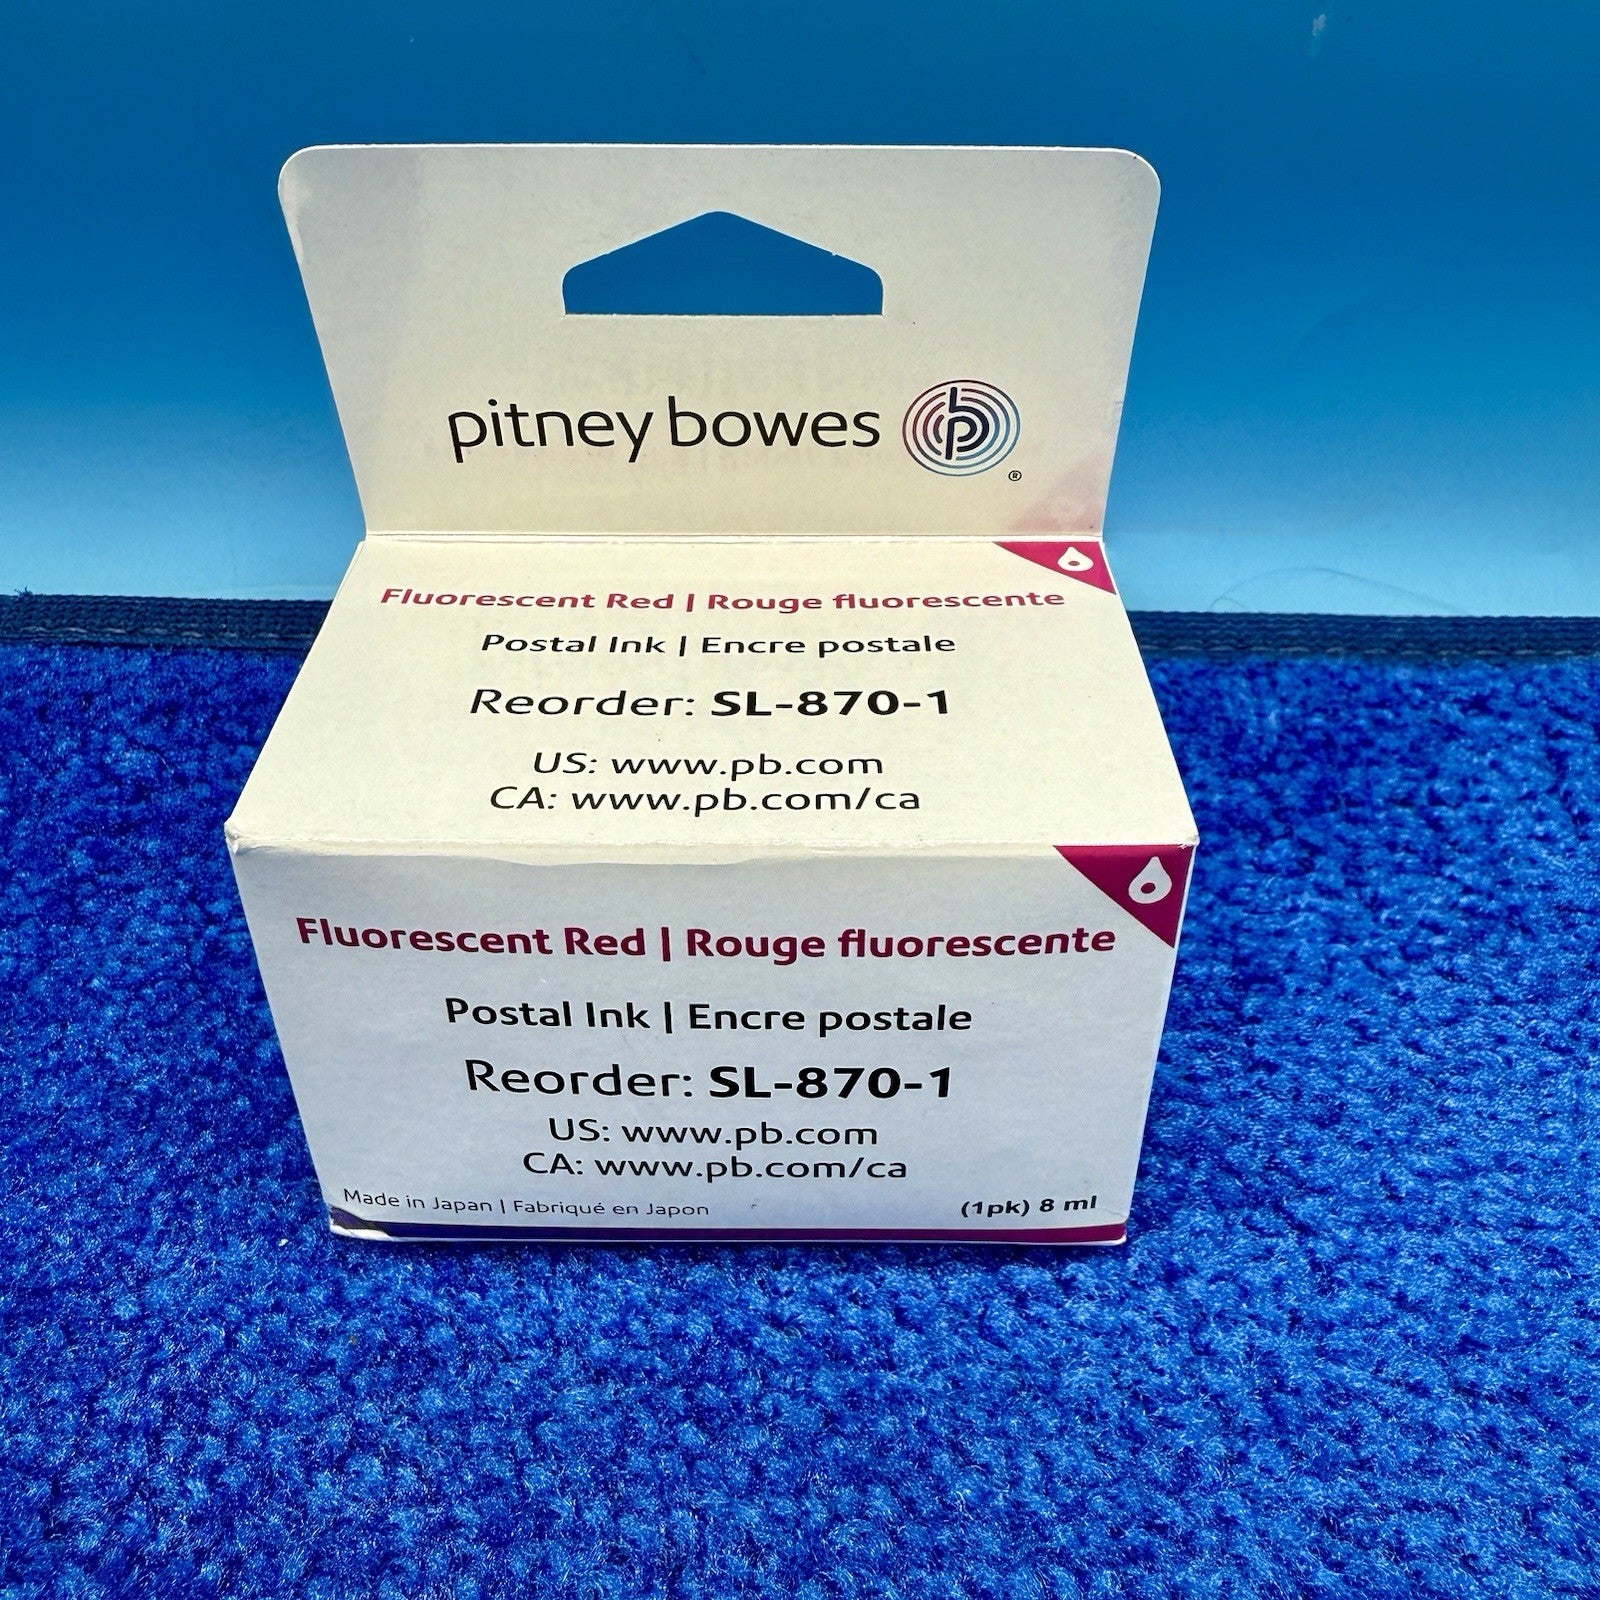 pitney bowes
®
Fluorescent Red | Rouge fluorescente
Postal Ink | Encre postale
Reorder: SL-870-1
US: www.pb.com
CA: www.pb.com/ca
Fluorescent Red | Rouge fluorescente
Postal Ink | Encre postale
Reorder: SL-870-1
US: www.pb.com
CA: www.pb.com/ca
Made in Japan | Fabriqué en Japon (1pk) 8 ml